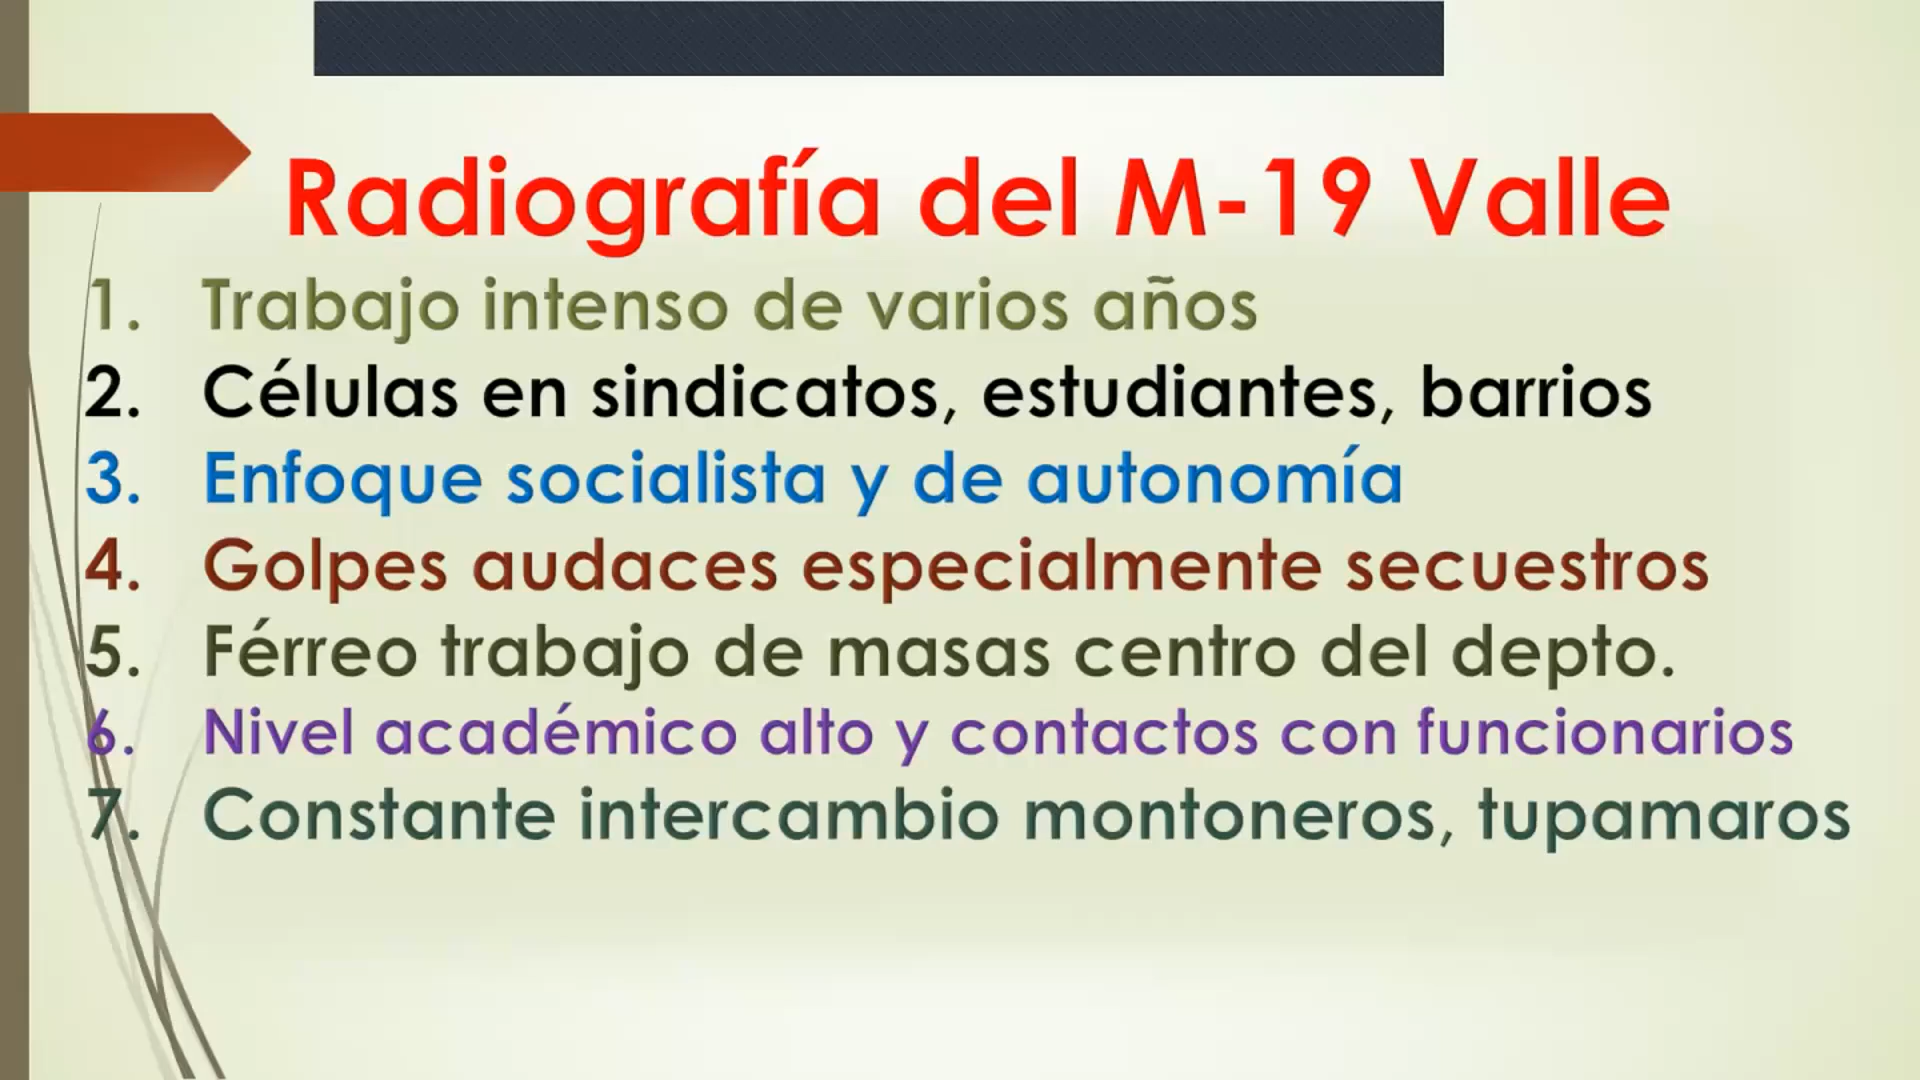 Radiografía del M-19 Valle
1. Trabajo intenso de varios años
2. Células en sindicatos, estudiantes, barrios
3. Enfoque socialista y de autonomía
4. Golpes audaces especialmente secuestros
5. Férreo trabajo de masas centro del depto.
6. Nivel académico alto y contactos con funcionarios
7. Constante intercambio montoneros, tupamaros